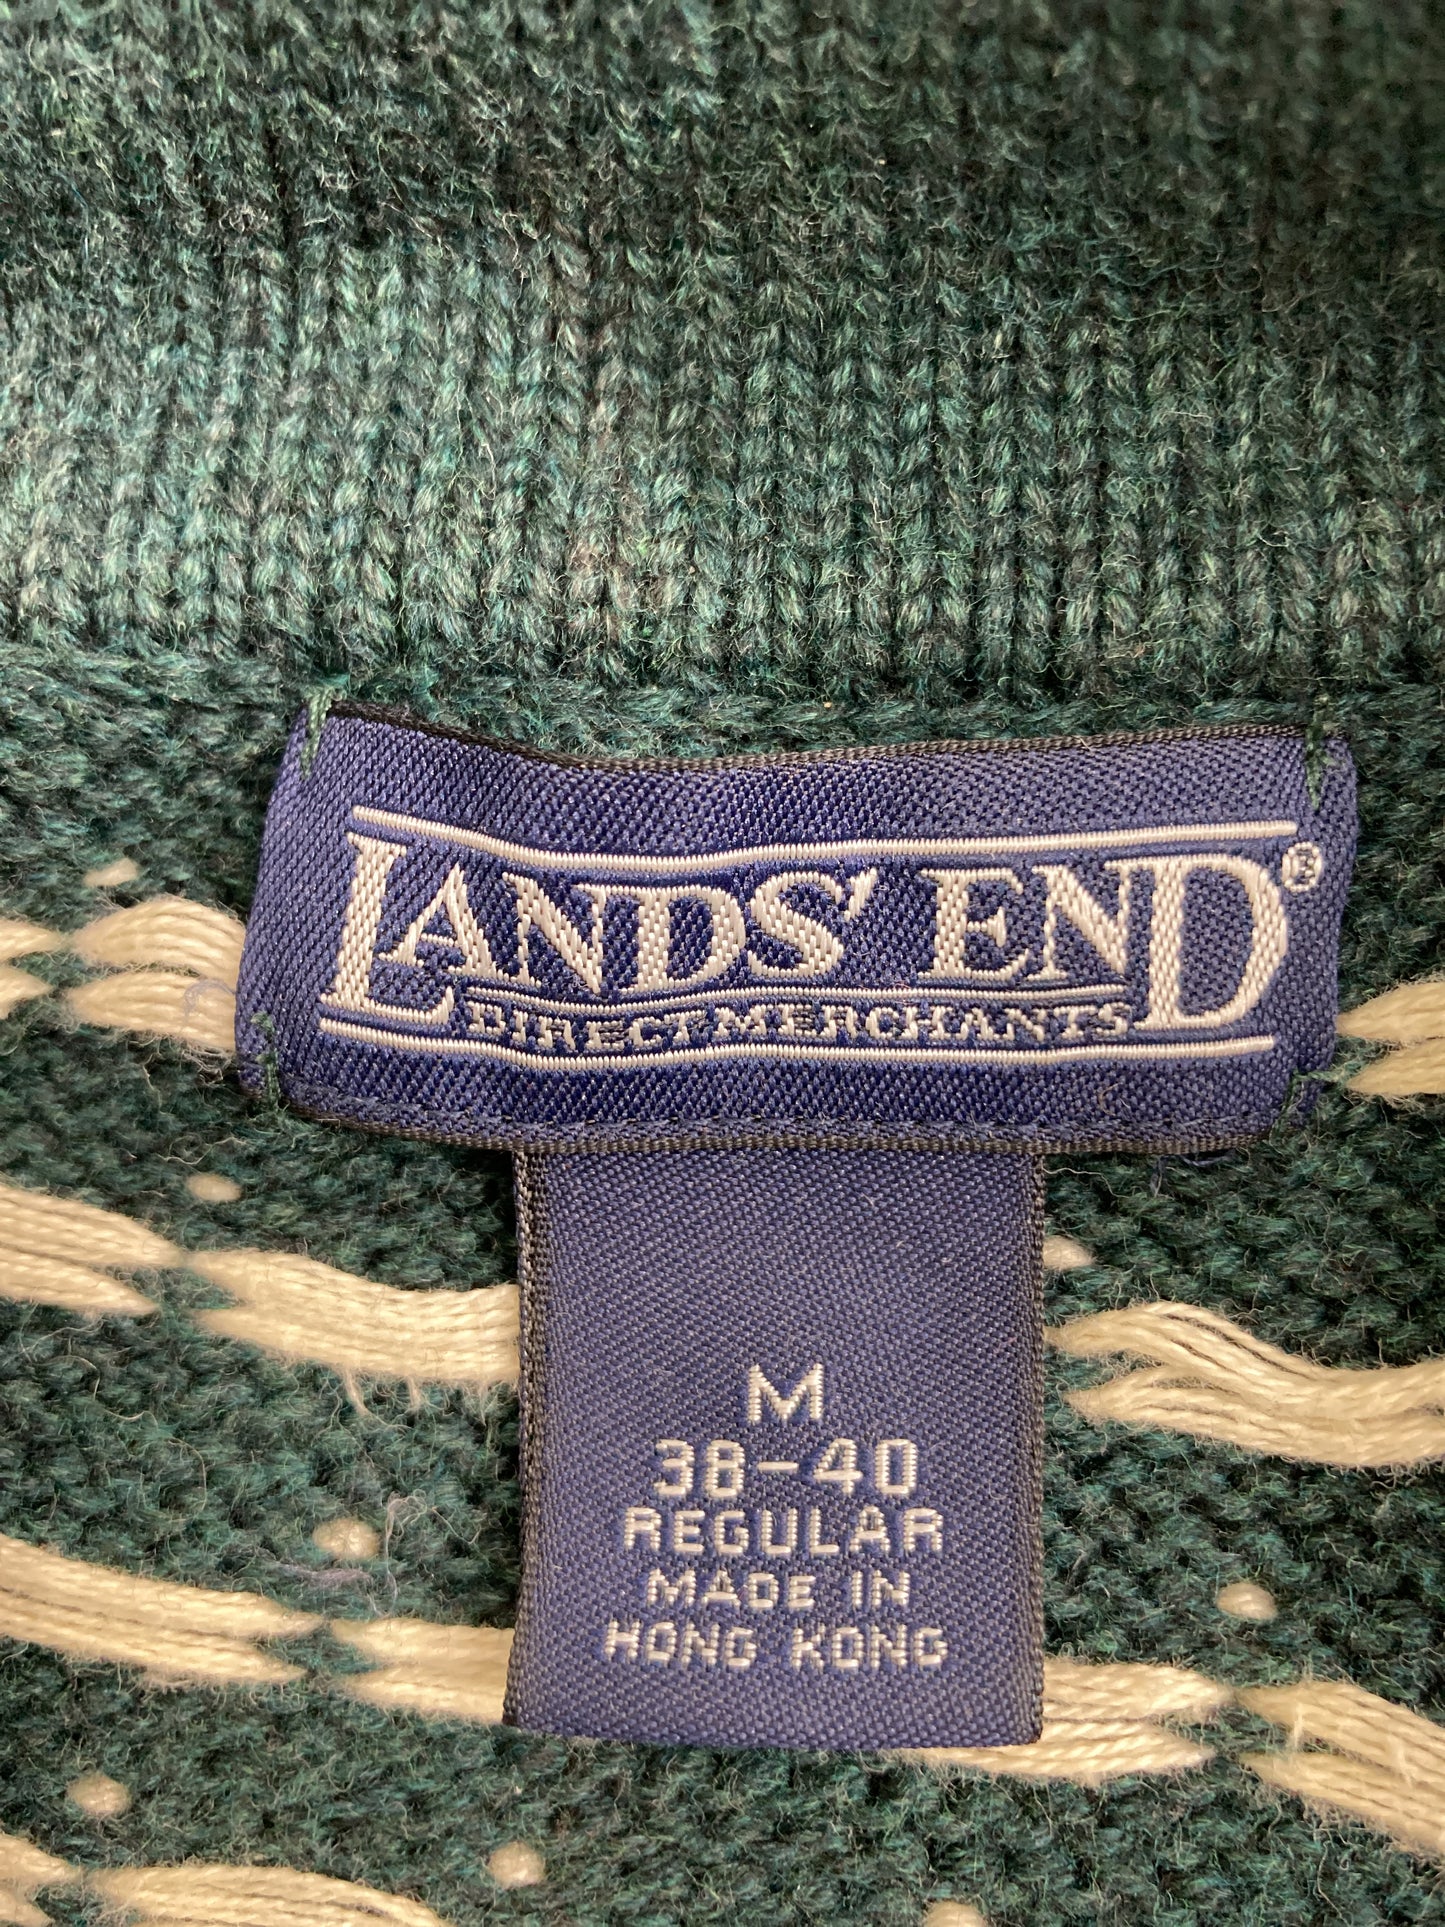 LANDS' END®
DIRECT MERCHANTS
M
38-40
REGULAR
MADE IN
HONG KONG